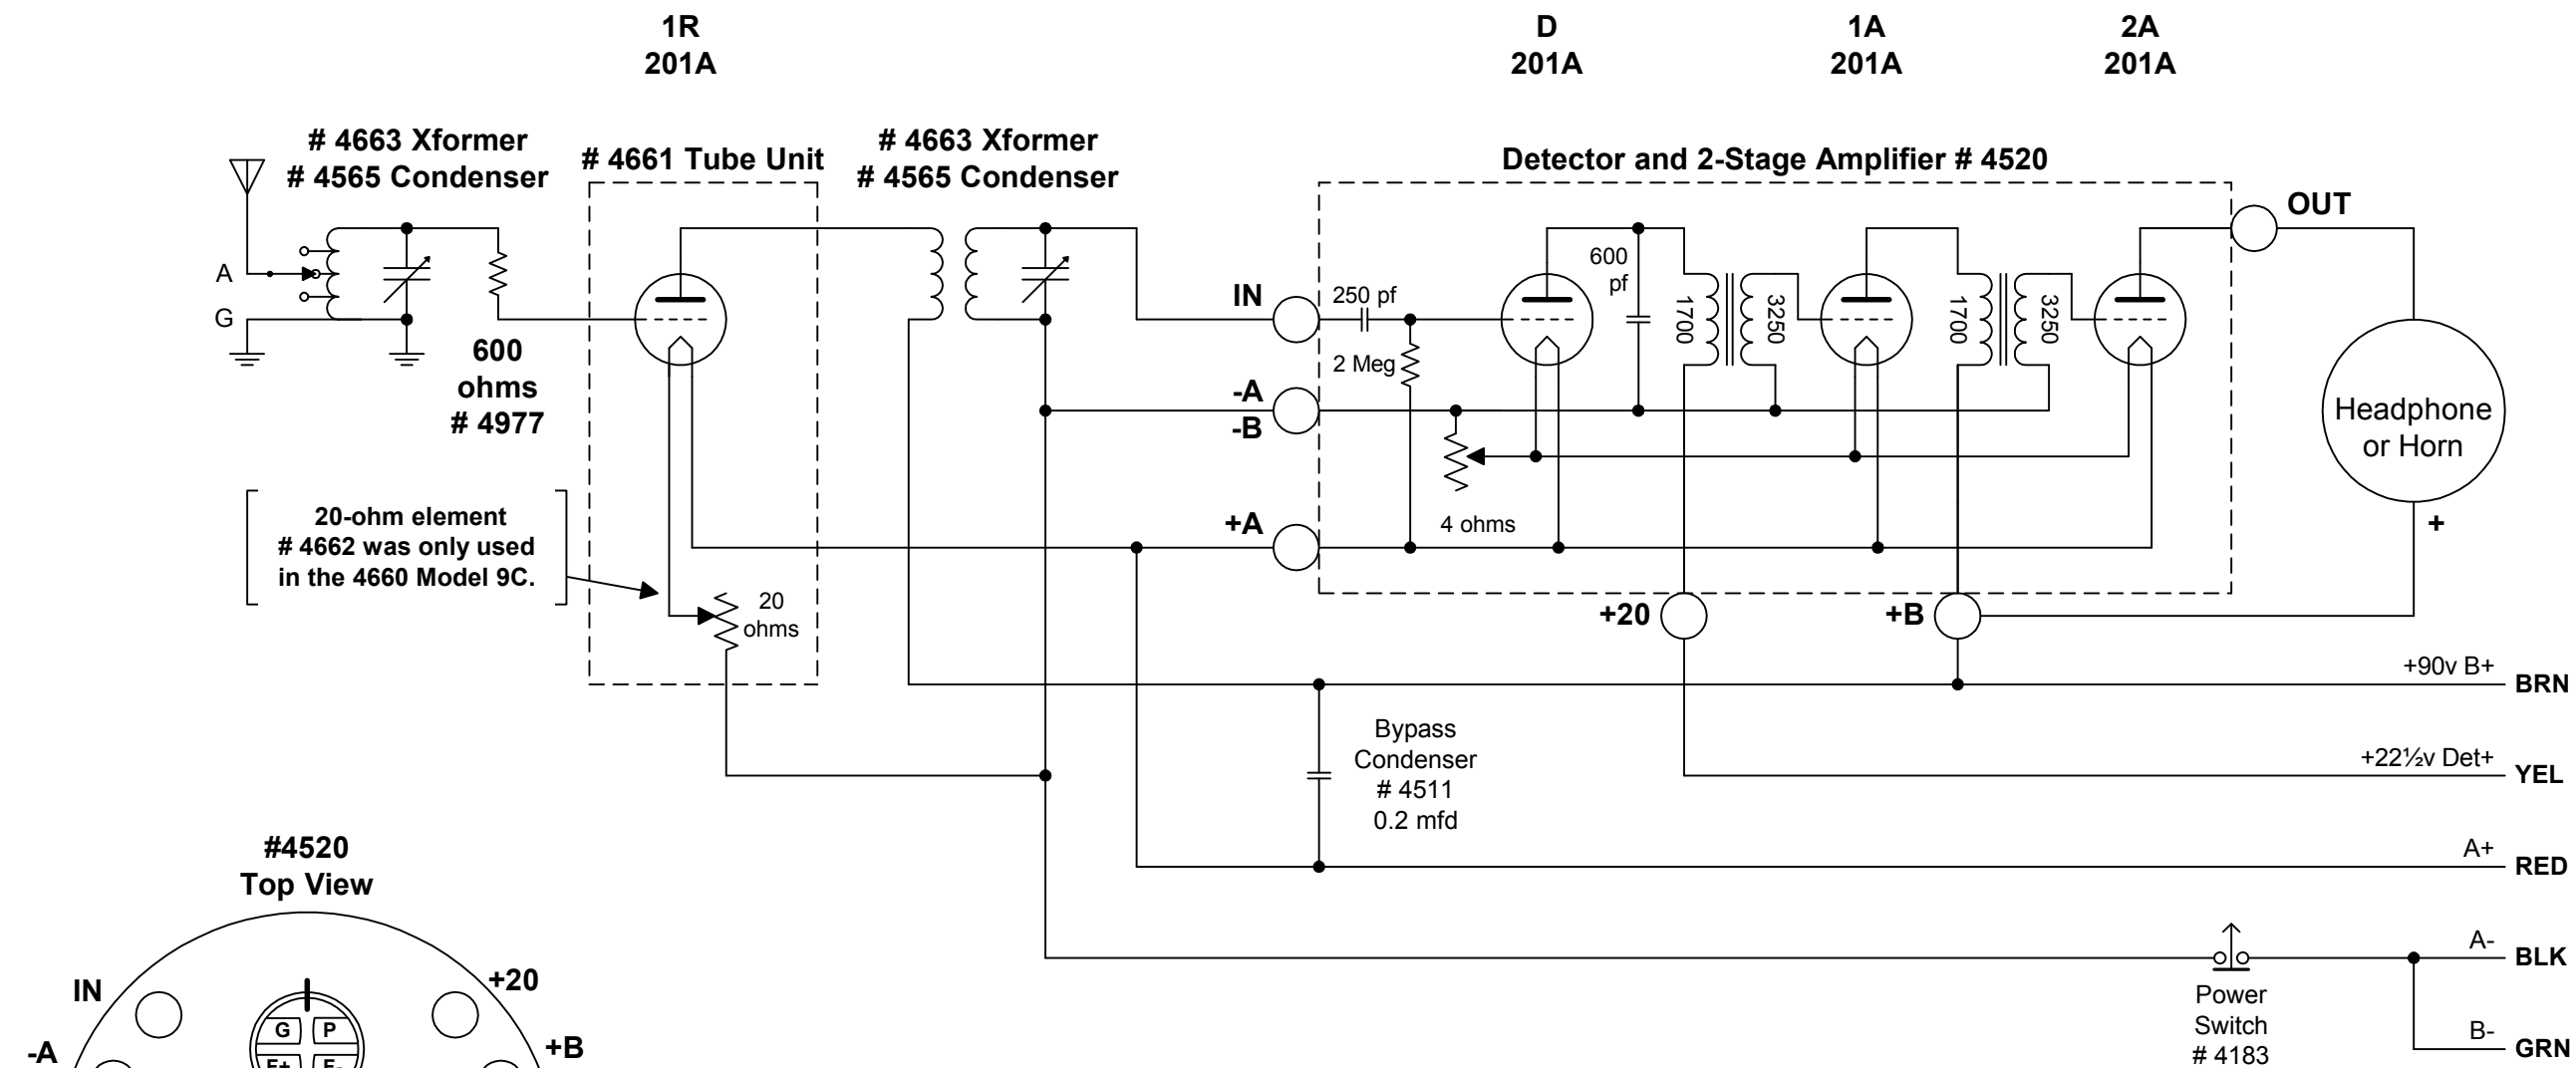 1R
201A
D
201A
1A
201A
2A
201A
# 4663 Xformer
# 4565 Condenser
# 4661 Tube Unit
# 4663 Xformer
# 4565 Condenser
Detector and 2-Stage Amplifier # 4520
OUT
A
G
600
ohms
# 4977
IN
250 pf
2 Meg
600
pf
1700
3250
1700
3250
-A
-B
+A
4 ohms
Headphone
or Horn
+
20-ohm element
# 4662 was only used
in the 4660 Model 9C.
20
ohms
+20
+B
+90v B+
BRN
Bypass
Condenser
# 4511
0.2 mfd
+22½v Det+
YEL
A+
RED
A-
BLK
Power
Switch
# 4183
B-
GRN
#4520
Top View
IN
+20
-A
+B
G
P
F+
F-